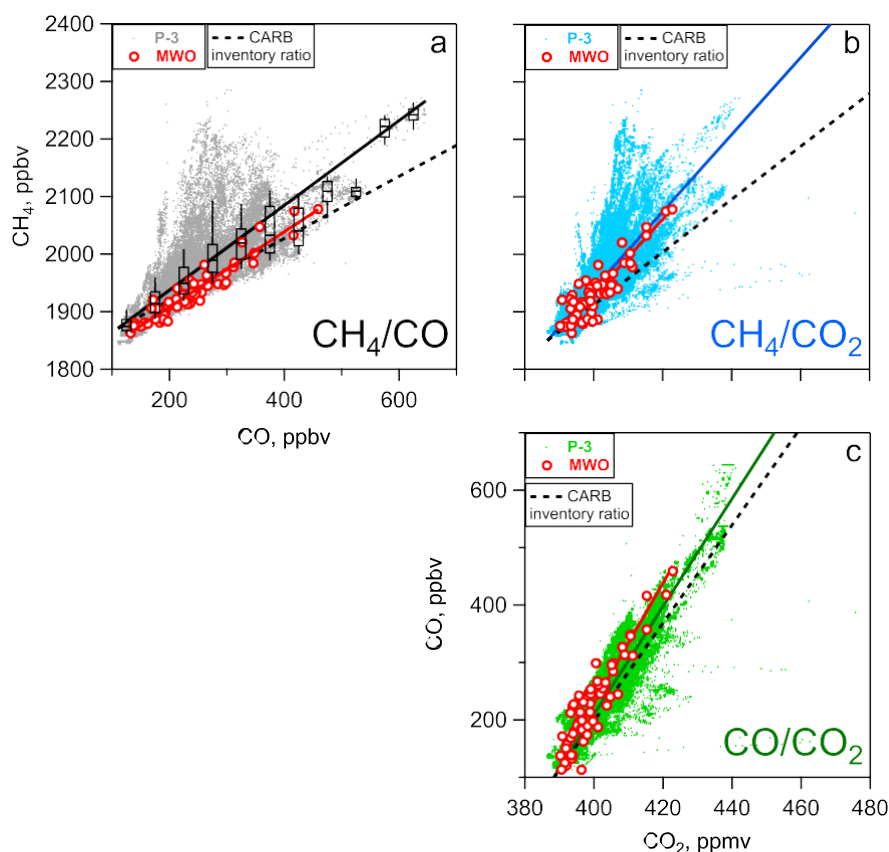 a
P-3
MWO
CARB
inventory ratio
2400
2300
2200
2100
2000
1900
1800
CH₄, ppbv
CH₄/CO
200
400
600
CO, ppbv
b
P-3
MWO
CARB
inventory ratio
CH₄/CO₂
c
P-3
MWO
CARB
inventory ratio
600
400
200
CO, ppbv
CO/CO₂
380
400
420
440
460
480
CO₂, ppmv